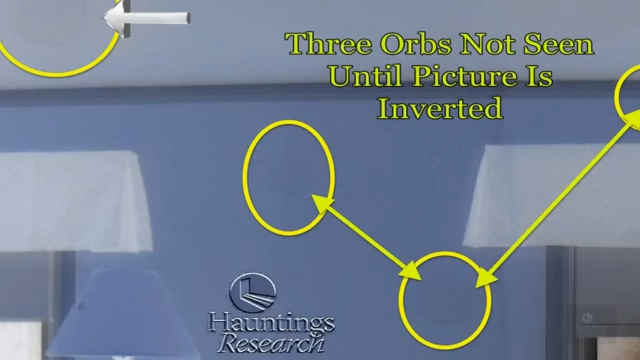 Three Orbs Not Seen
Until Picture Is
Inverted
Hauntings
Research